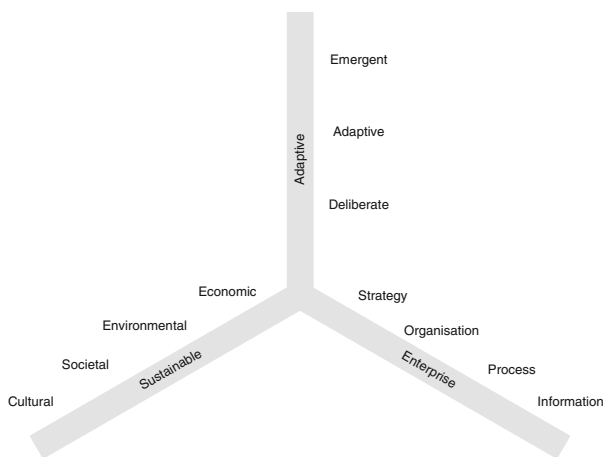 Emergent
Adaptive
Adaptive
Deliberate
Economic
Strategy
Environmental
Organisation
Societal
Sustainable
Enterprise
Process
Cultural
Information